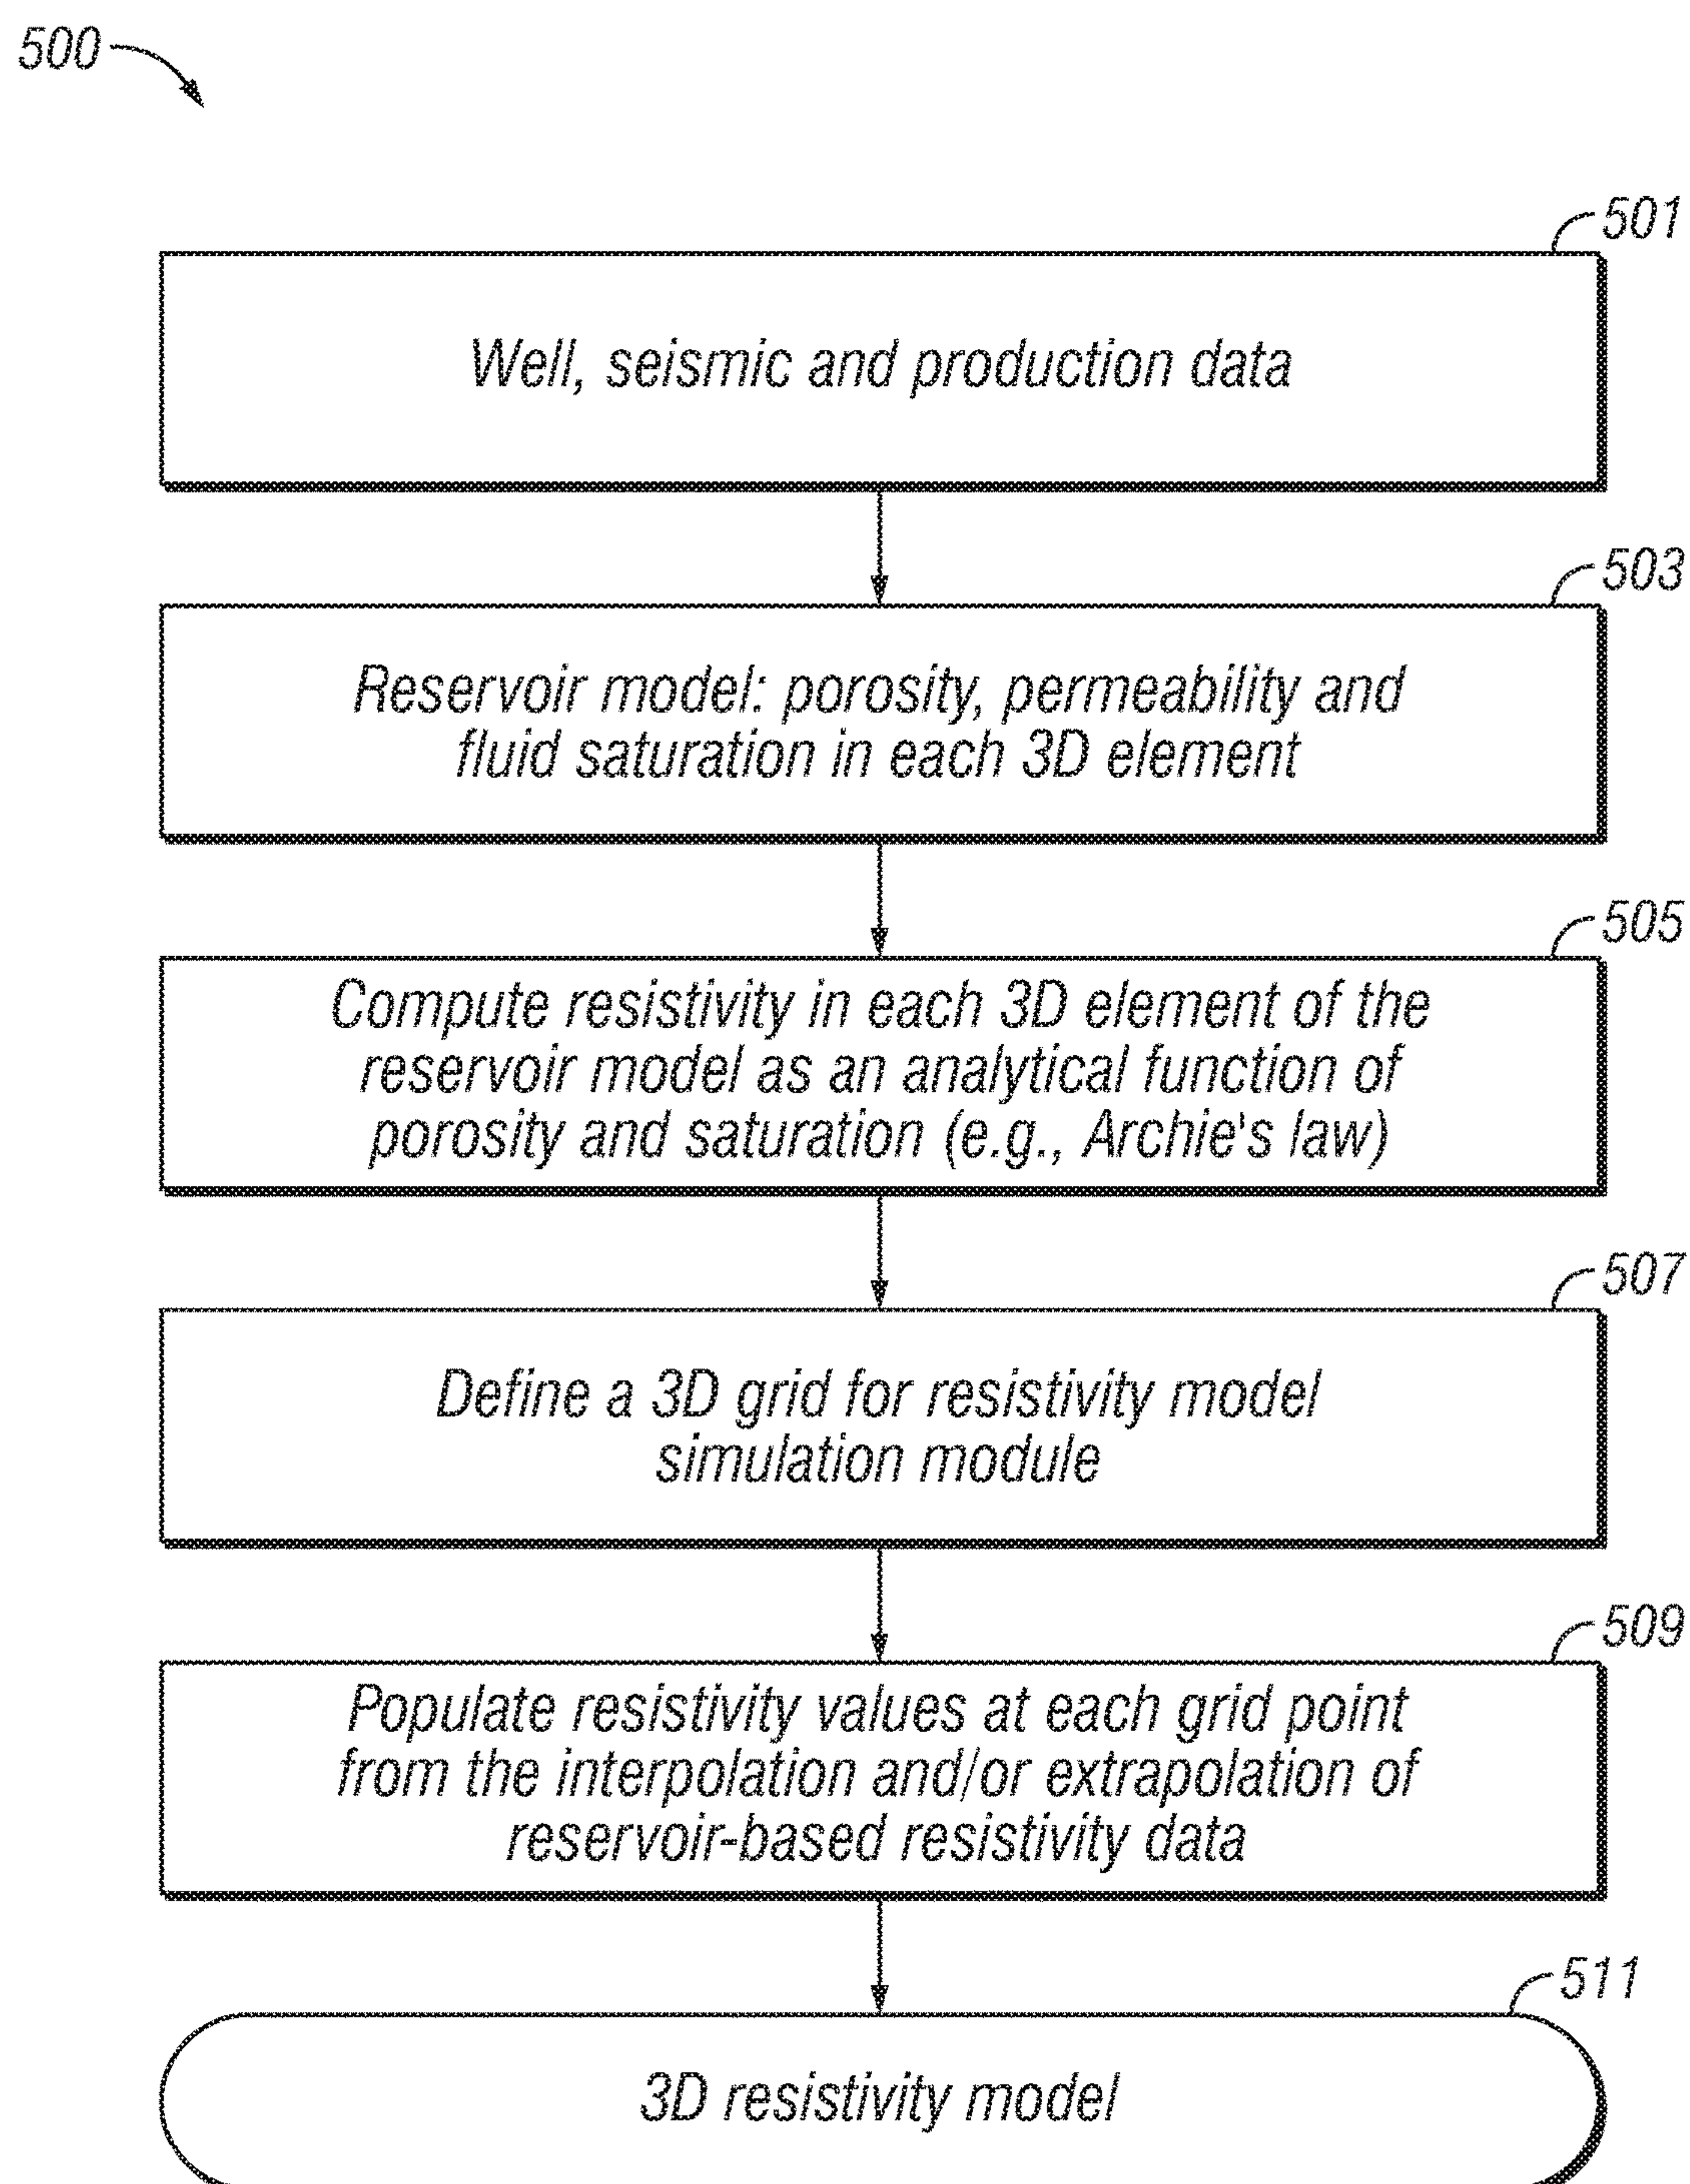 500
501
Well, seismic and production data
503
Reservoir model: porosity, permeability and
fluid saturation in each 3D element
505
Compute resistivity in each 3D element of the
reservoir model as an analytical function of
porosity and saturation (e.g., Archie's law)
507
Define a 3D grid for resistivity model
simulation module
509
Populate resistivity values at each grid point
from the interpolation and/or extrapolation of
reservoir-based resistivity data
511
3D resistivity model